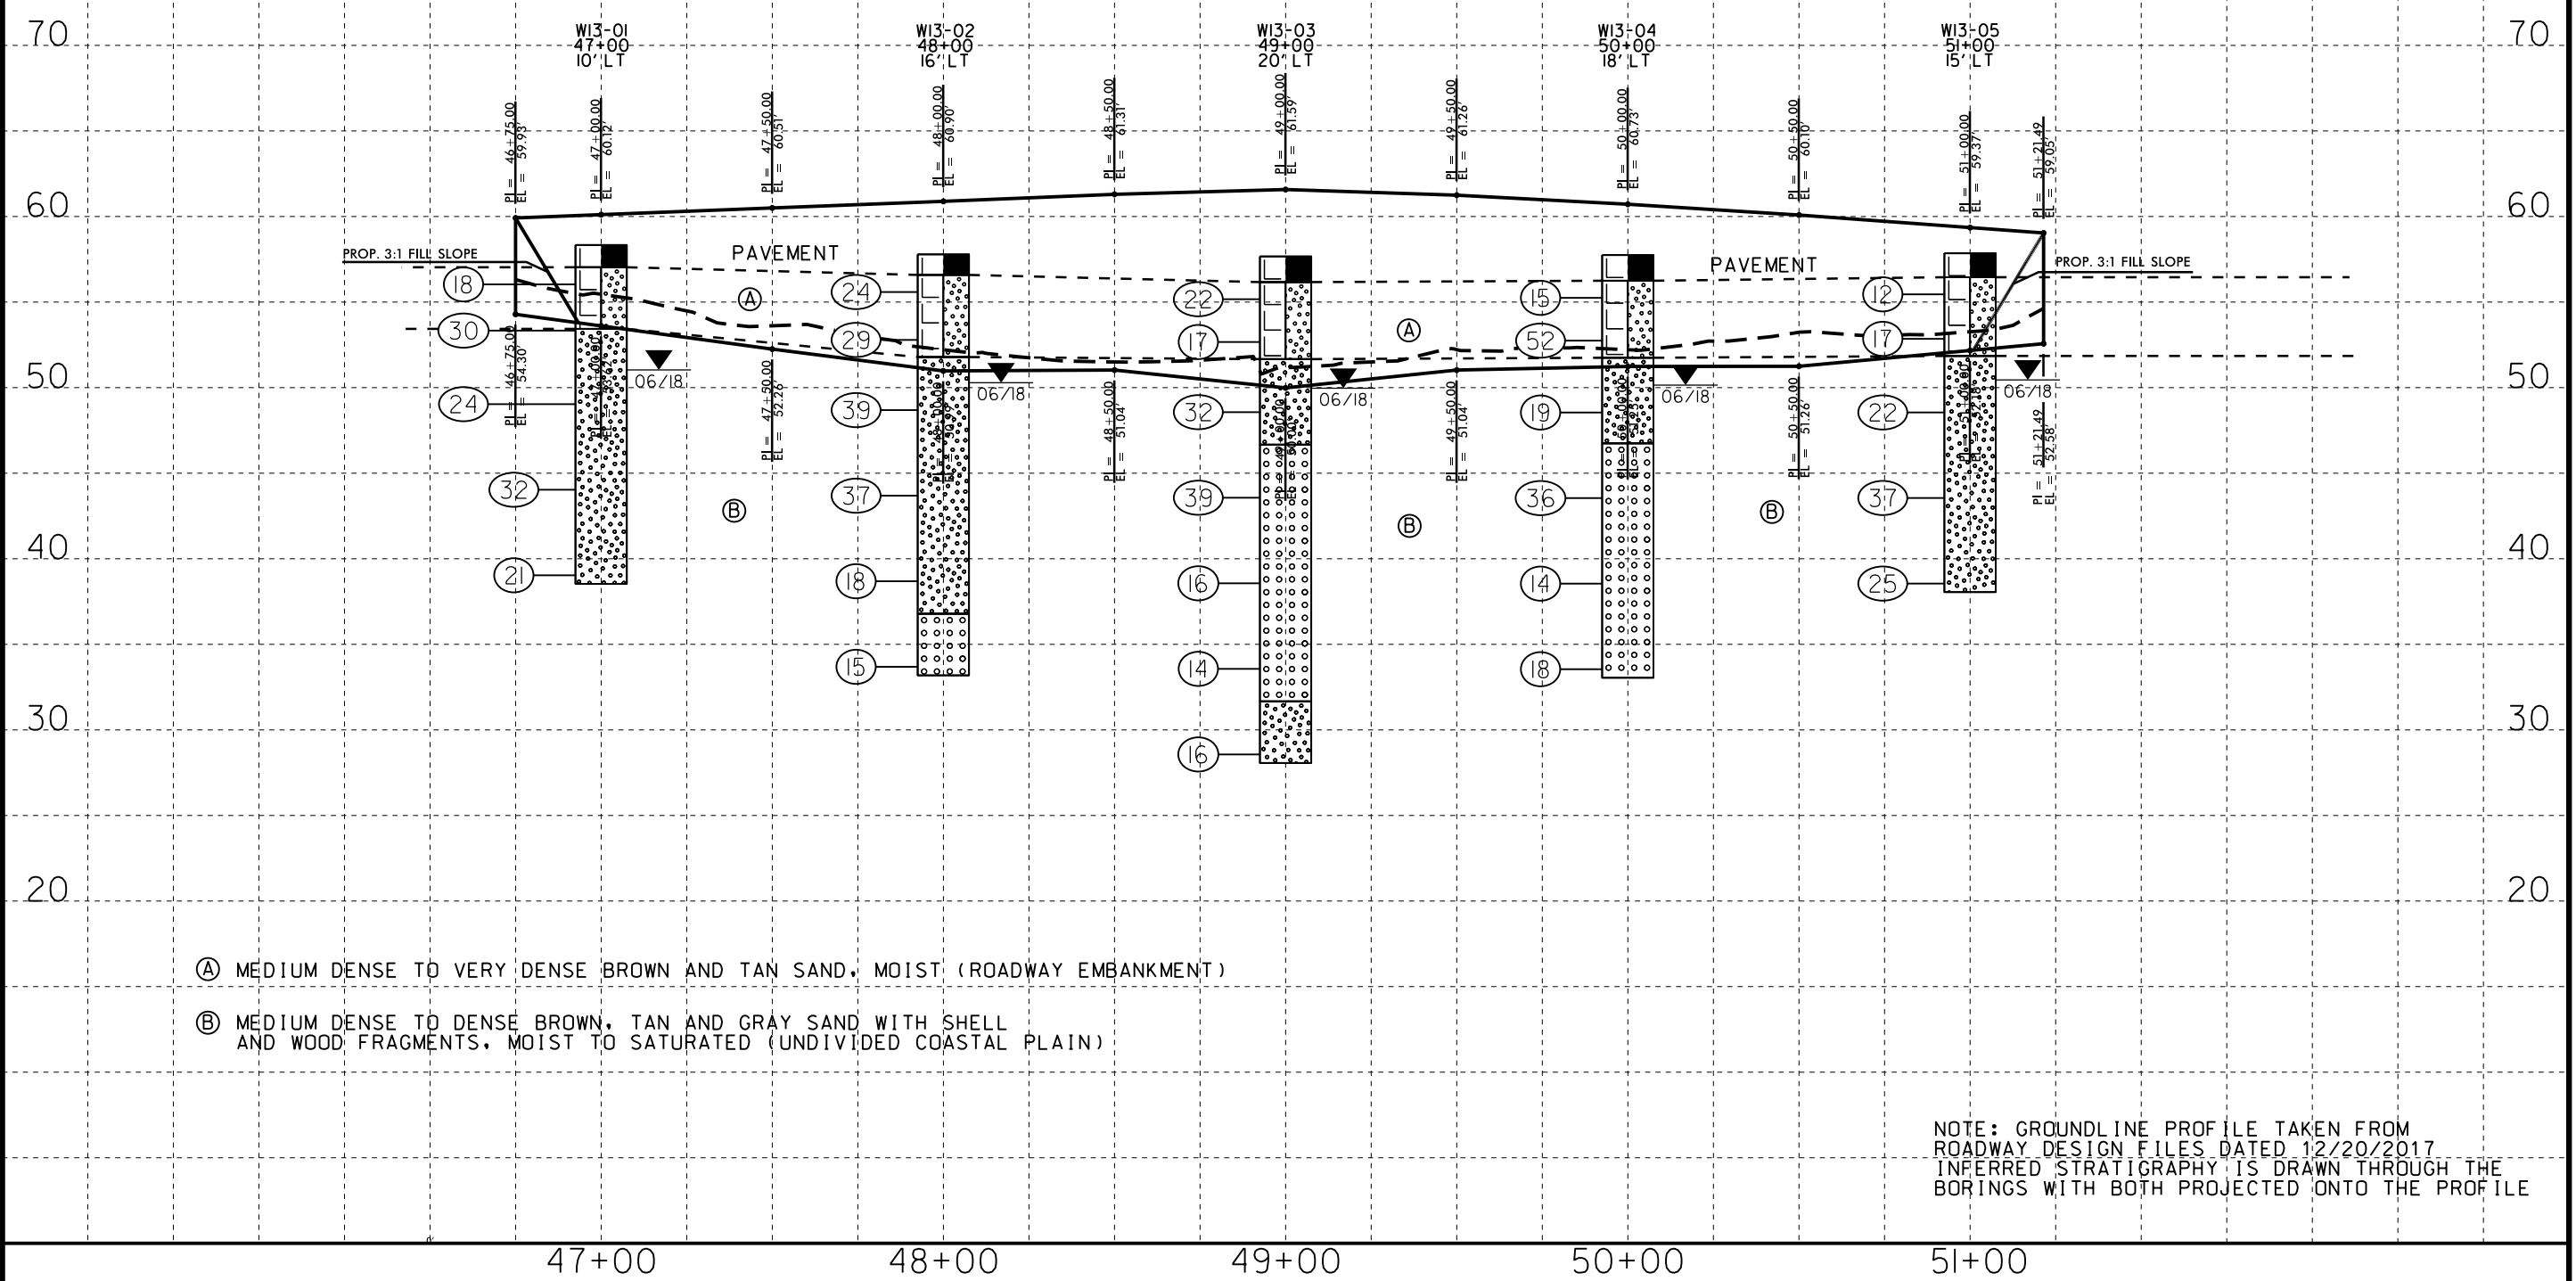 70
W13-01
47+00
10' LT
W13-02
48+00
16' LT
W13-03
49+00
20' LT
W13-04
50+00
18' LT
W13-05
51+00
15' LT
70
PI = 46+75.00
EL = 59.93'
PI = 47+00.00
EL = 60.12'
PI = 47+50.00
EL = 60.51'
PI = 48+00.00
EL = 60.90'
PI = 48+50.00
EL = 61.31'
PI = 49+00.00
EL = 61.59'
PI = 49+50.00
EL = 61.26'
PI = 50+00.00
EL = 60.73'
PI = 50+50.00
EL = 60.10'
PI = 51+00.00
EL = 59.37'
PI = 51+21.49
EL = 59.05'
60
60
PROP. 3:1 FILL SLOPE
PAVEMENT
PAVEMENT
PROP. 3:1 FILL SLOPE
18
30
24
32
21
24
29
39
37
18
15
22
17
32
39
16
14
16
15
52
19
36
14
18
12
17
22
37
25
A
A
B
B
B
06/18
06/18
06/18
06/18
06/18
50
50
PI = 46+75.00
EL = 54.30'
PI = 47+50.00
EL = 52.26'
PI = 48+50.00
EL = 51.04'
PI = 49+50.00
EL = 51.04'
PI = 50+50.00
EL = 51.26'
PI = 51+21.49
EL = 52.58'
40
40
30
30
20
20
A MEDIUM DENSE TO VERY DENSE BROWN AND TAN SAND, MOIST (ROADWAY EMBANKMENT)
B MEDIUM DENSE TO DENSE BROWN, TAN AND GRAY SAND WITH SHELL
AND WOOD FRAGMENTS, MOIST TO SATURATED (UNDIVIDED COASTAL PLAIN)
NOTE: GROUNDLINE PROFILE TAKEN FROM
ROADWAY DESIGN FILES DATED 12/20/2017
INFERRED STRATIGRAPHY IS DRAWN THROUGH THE
BORINGS WITH BOTH PROJECTED ONTO THE PROFILE
47+00
48+00
49+00
50+00
51+00